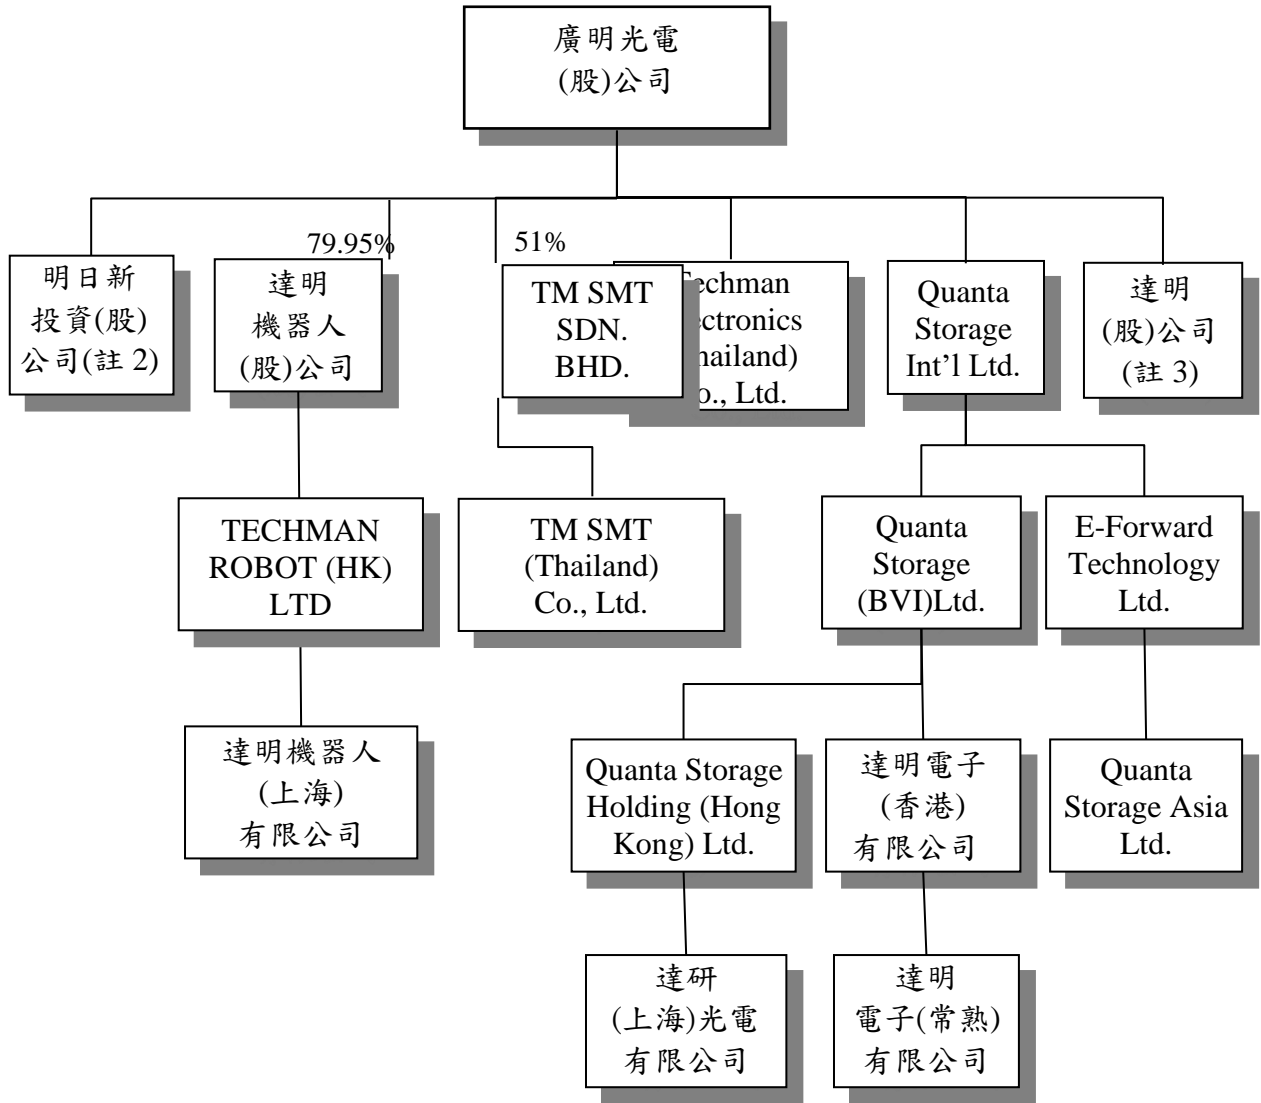 廣明光電
(股)公司
79.95%
51%
明日新
投資(股)
公司(註 2)
達明
機器人
(股)公司
TM SMT
SDN.
BHD.
(Thailand)
Co., Ltd.
Quanta
Storage
Int’l Ltd.
達明
(股)公司
(註 3)
TECHMAN
ROBOT (HK)
LTD
TM SMT
(Thailand)
Co., Ltd.
Quanta
Storage
(BVI)Ltd.
E-Forward
Technology
Ltd.
達明機器人
(上海)
有限公司
Quanta Storage
Holding (Hong
Kong) Ltd.
達明電子
(香港)
有限公司
Quanta
Storage Asia
Ltd.
達研
(上海)光電
有限公司
達明
電子(常熟)
有限公司